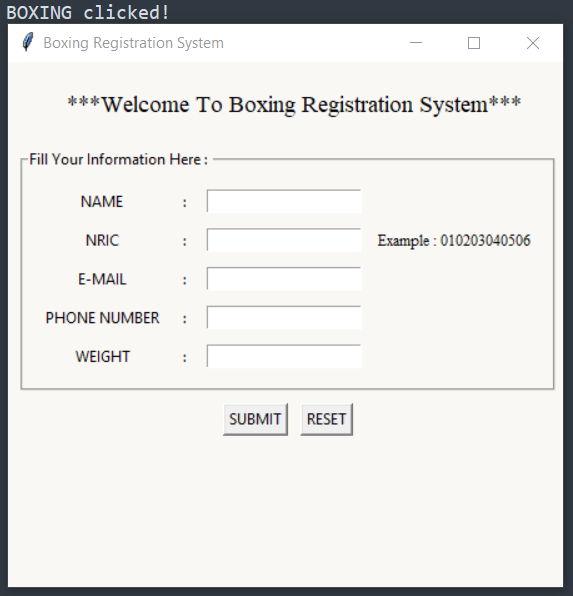 BOXING clicked!
Boxing Registration System
***Welcome To Boxing Registration System***
Fill Your Information Here :
NAME :
NRIC : Example : 010203040506
E-MAIL :
PHONE NUMBER :
WEIGHT :
SUBMIT RESET